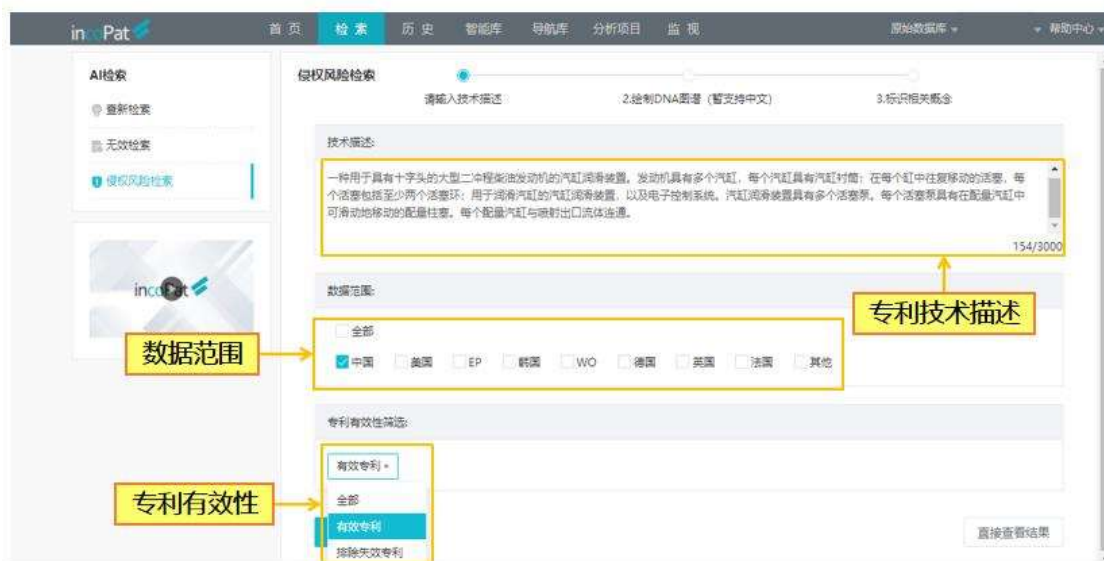 incoPat
首页 检索 历史 智能库 导航库 分析项目 监视 原始数据库 帮助中心
AI检索
查新检索
无效检索
侵权风险检索
incoPat
侵权风险检索
请输入技术描述 2.绘制DNA图谱（暂支持中文） 3.标识相关概念
技术描述:
一种用于具有十字头的大型二冲程柴油发动机的汽缸润滑装置。发动机具有多个汽缸，每个汽缸具有汽缸衬筒；在每个缸中往复移动的活塞，每
个活塞包括至少两个活塞环；用于润滑汽缸的汽缸润滑装置，以及电子控制系统。汽缸润滑装置具有多个活塞泵。每个活塞泵具有在配量汽缸中
可滑动地移动的配量柱塞。每个配量汽缸与喷射出口流体连通。
154/3000
专利技术描述
数据范围:
全部
数据范围
中国 美国 EP 韩国 WO 德国 英国 法国 其他
专利有效性筛选:
有效专利
专利有效性
全部
有效专利
排除失效专利
直接查看结果